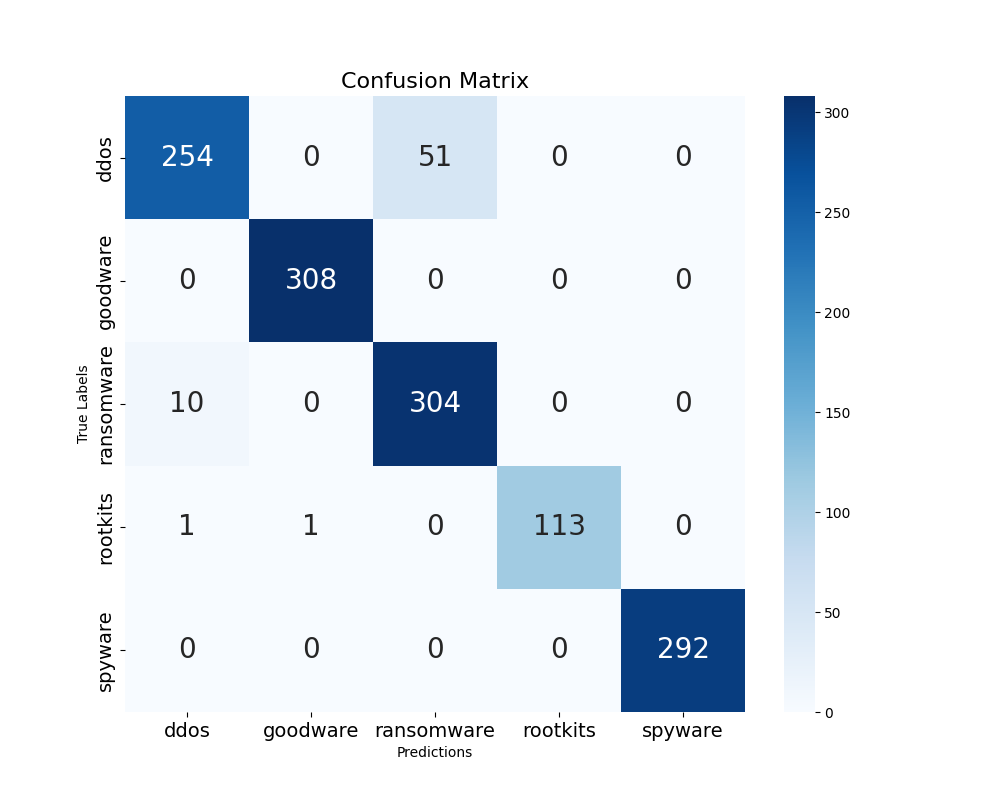 Confusion Matrix
ddos 254 0 51 0 0
goodware 0 308 0 0 0
ransomware 10 0 304 0 0
rootkits 1 1 0 113 0
spyware 0 0 0 0 292
True Labels
ddos goodware ransomware rootkits spyware
Predictions
300
250
200
150
100
50
0